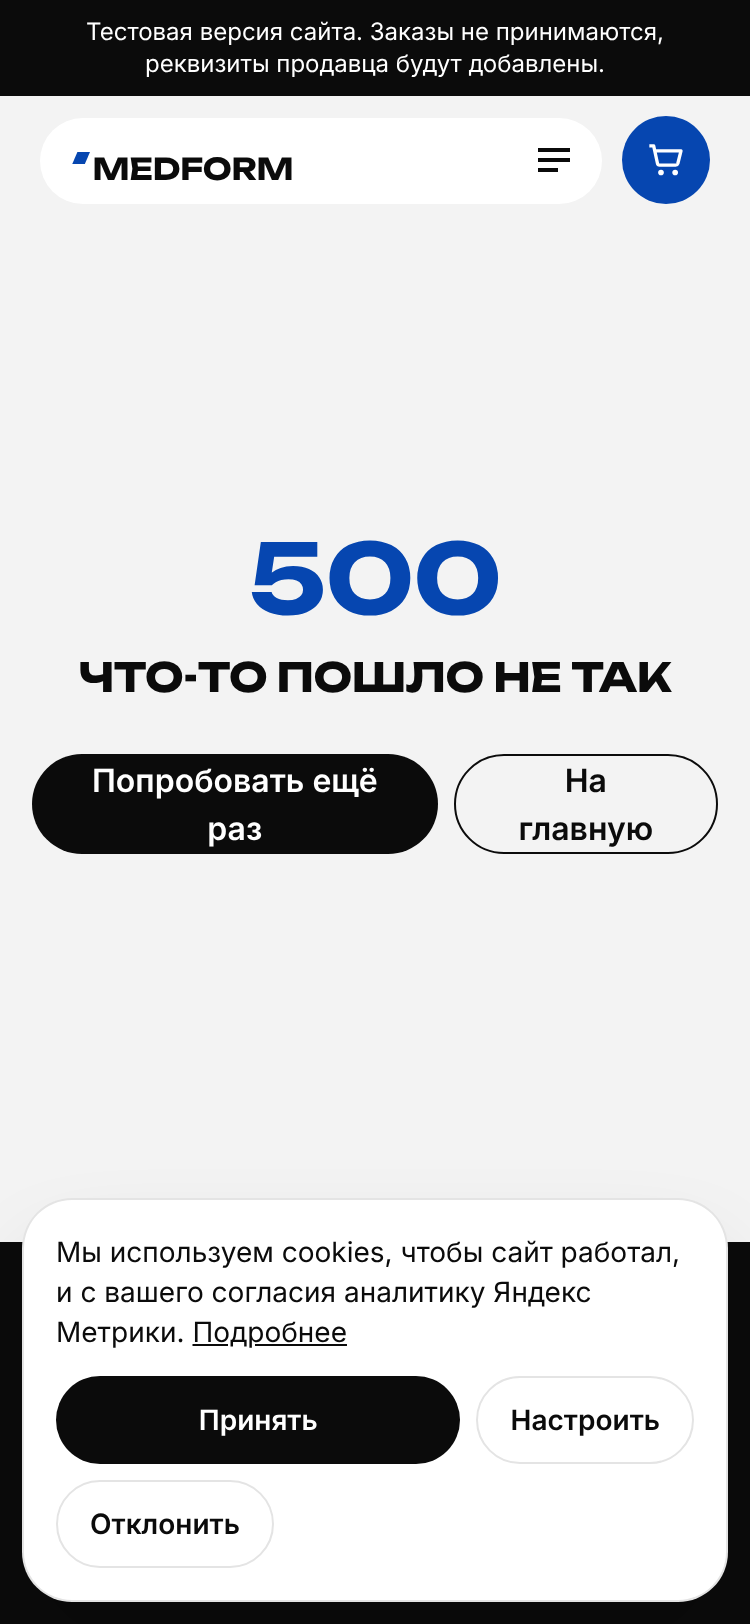 Тестовая версия сайта. Заказы не принимаются,
реквизиты продавца будут добавлены.
MEDFORM
500
ЧТО-ТО ПОШЛО НЕ ТАК
Попробовать ещё
раз
На
главную
Мы используем cookies, чтобы сайт работал,
и с вашего согласия аналитику Яндекс
Метрики. Подробнее
Принять
Настроить
Отклонить